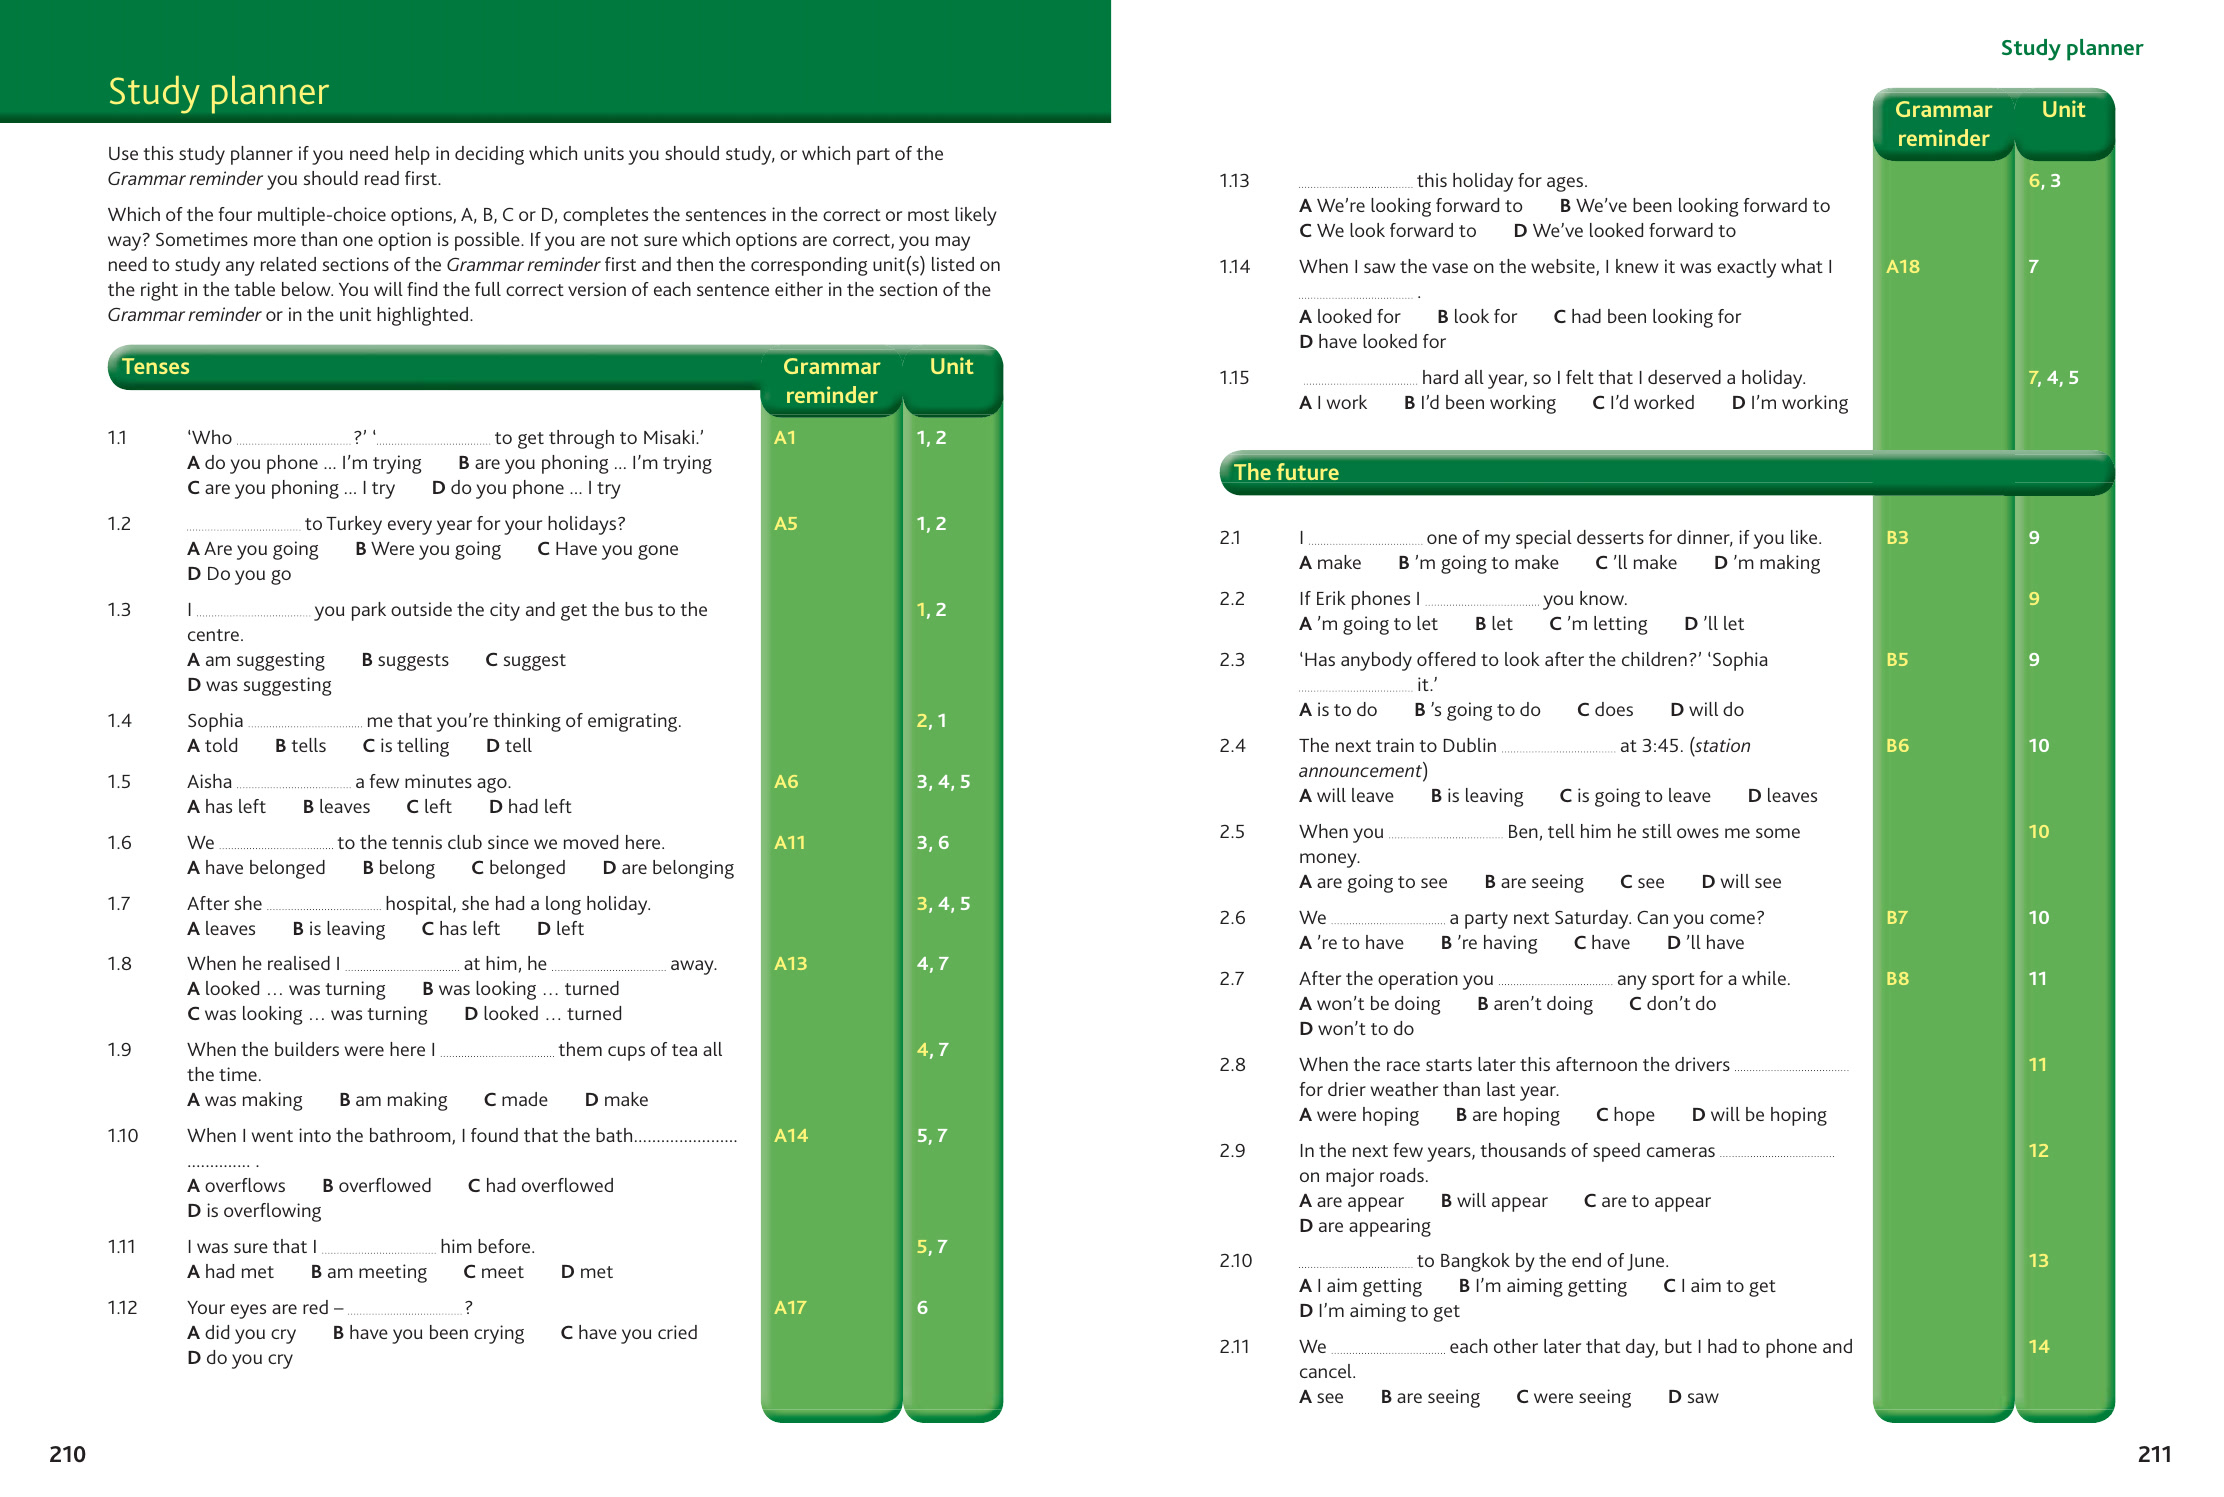 Study planner
Use this study planner if you need help in deciding which units you should study, or which part of the
Grammar reminder you should read first.
Which of the four multiple-choice options, A, B, C or D, completes the sentences in the correct or most likely
way? Sometimes more than one option is possible. If you are not sure which options are correct, you may
need to study any related sections of the Grammar reminder first and then the corresponding unit(s) listed on
the right in the table below. You will find the full correct version of each sentence either in the section of the
Grammar reminder or in the unit highlighted.
Tenses Grammar reminder Unit
1.1 ‘Who ..................... ?’ ‘..................... to get through to Misaki.’ A1 1, 2
A do you phone ... I’m trying B are you phoning ... I’m trying
C are you phoning ... I try D do you phone ... I try
1.2 ..................... to Turkey every year for your holidays? A5 1, 2
A Are you going B Were you going C Have you gone
D Do you go
1.3 I ..................... you park outside the city and get the bus to the 1, 2
centre.
A am suggesting B suggests C suggest
D was suggesting
1.4 Sophia ..................... me that you’re thinking of emigrating. 2, 1
A told B tells C is telling D tell
1.5 Aisha ..................... a few minutes ago. A6 3, 4, 5
A has left B leaves C left D had left
1.6 We ..................... to the tennis club since we moved here. A11 3, 6
A have belonged B belong C belonged D are belonging
1.7 After she ..................... hospital, she had a long holiday. 3, 4, 5
A leaves B is leaving C has left D left
1.8 When he realised I ..................... at him, he ..................... away. A13 4, 7
A looked … was turning B was looking … turned
C was looking … was turning D looked … turned
1.9 When the builders were here I ..................... them cups of tea all 4, 7
the time.
A was making B am making C made D make
1.10 When I went into the bathroom, I found that the bath....................... A14 5, 7
.............. .
A overflows B overflowed C had overflowed
D is overflowing
1.11 I was sure that I ..................... him before. 5, 7
A had met B am meeting C meet D met
1.12 Your eyes are red – ..................... ? A17 6
A did you cry B have you been crying C have you cried
D do you cry
210
Study planner
Grammar reminder Unit
1.13 ..................... this holiday for ages. 6, 3
A We’re looking forward to B We’ve been looking forward to
C We look forward to D We’ve looked forward to
1.14 When I saw the vase on the website, I knew it was exactly what I A18 7
..................... .
A looked for B look for C had been looking for
D have looked for
1.15 ..................... hard all year, so I felt that I deserved a holiday. 7, 4, 5
A I work B I’d been working C I’d worked D I’m working
The future
2.1 I ..................... one of my special desserts for dinner, if you like. B3 9
A make B ’m going to make C ’ll make D ’m making
2.2 If Erik phones I ..................... you know. 9
A ’m going to let B let C ’m letting D ’ll let
2.3 ‘Has anybody offered to look after the children?’ ‘Sophia B5 9
..................... it.’
A is to do B ’s going to do C does D will do
2.4 The next train to Dublin ..................... at 3:45. (station B6 10
announcement)
A will leave B is leaving C is going to leave D leaves
2.5 When you ..................... Ben, tell him he still owes me some 10
money.
A are going to see B are seeing C see D will see
2.6 We ..................... a party next Saturday. Can you come? B7 10
A ’re to have B ’re having C have D ’ll have
2.7 After the operation you ..................... any sport for a while. B8 11
A won’t be doing B aren’t doing C don’t do
D won’t to do
2.8 When the race starts later this afternoon the drivers ..................... 11
for drier weather than last year.
A were hoping B are hoping C hope D will be hoping
2.9 In the next few years, thousands of speed cameras ..................... 12
on major roads.
A are appear B will appear C are to appear
D are appearing
2.10 ..................... to Bangkok by the end of June. 13
A I aim getting B I’m aiming getting C I aim to get
D I’m aiming to get
2.11 We ..................... each other later that day, but I had to phone and 14
cancel.
A see B are seeing C were seeing D saw
211